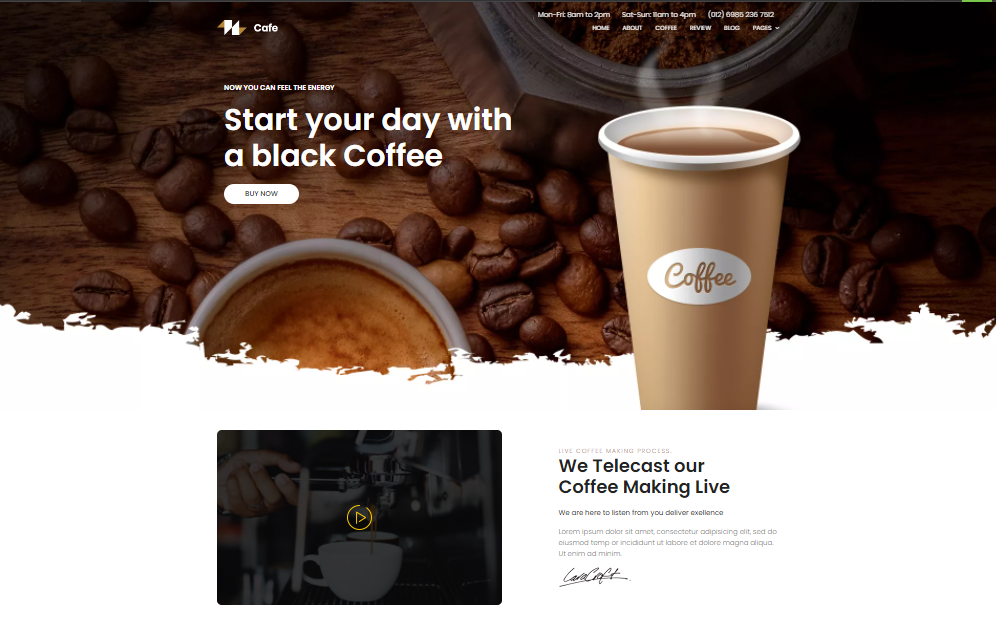 Cafe
Mon-Fri: 8am to 2pm Sat-Sun: 11am to 4pm (012) 6985 236 7512
HOME ABOUT COFFEE REVIEW BLOG PAGES
NOW YOU CAN FEEL THE ENERGY
Start your day with
a black Coffee
BUY NOW
Coffee
LIVE COFFEE MAKING PROCESS.
We Telecast our
Coffee Making Live
We are here to listen from you deliver exellence
Lorem ipsum dolor sit amet, consectetur adipisicing elit, sed do
eiusmod temp or incididunt ut labore et dolore magna aliqua.
Ut enim ad minim.